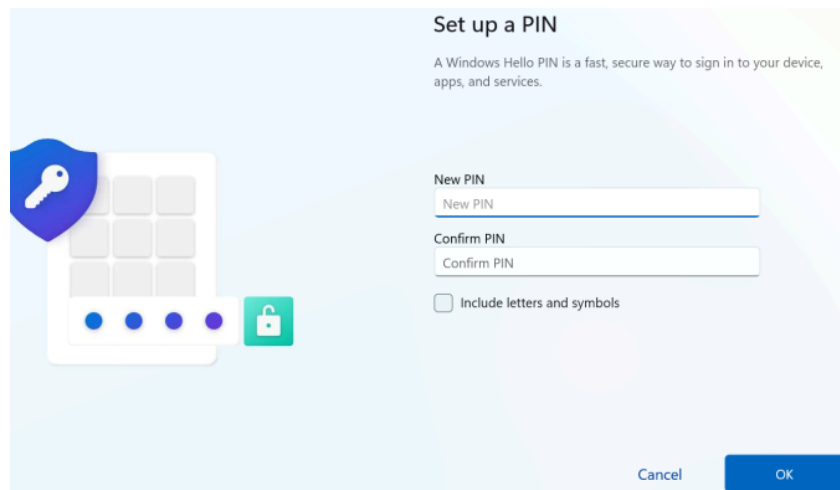 Set up a PIN
A Windows Hello PIN is a fast, secure way to sign in to your device,
apps, and services.
New PIN
New PIN
Confirm PIN
Confirm PIN
Include letters and symbols
Cancel
OK